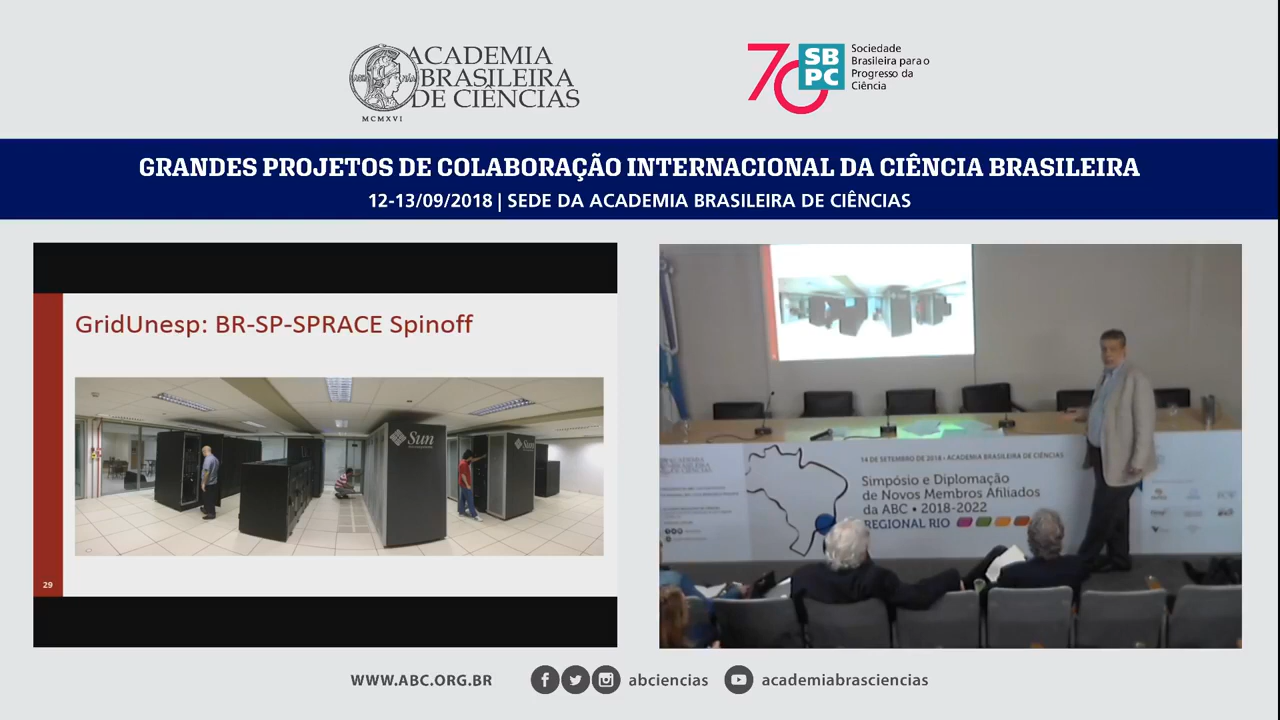 ACADEMIA
BRASILEIRA
DE CIÊNCIAS
MCMXVI
70
SB
PC
Sociedade
Brasileira para o
Progresso da
Ciência
GRANDES PROJETOS DE COLABORAÇÃO INTERNACIONAL DA CIÊNCIA BRASILEIRA
12-13/09/2018 | SEDE DA ACADEMIA BRASILEIRA DE CIÊNCIAS
GridUnesp: BR-SP-SPRACE Spinoff
Sun
Sun
29
14 DE SETEMBRO DE 2018 • ACADEMIA BRASILEIRA DE CIÊNCIAS
Simpósio e Diplomação
de Novos Membros Afiliados
da ABC • 2018-2022
REGIONAL RIO
WWW.ABC.ORG.BR
abciencias
academiabrasciencias